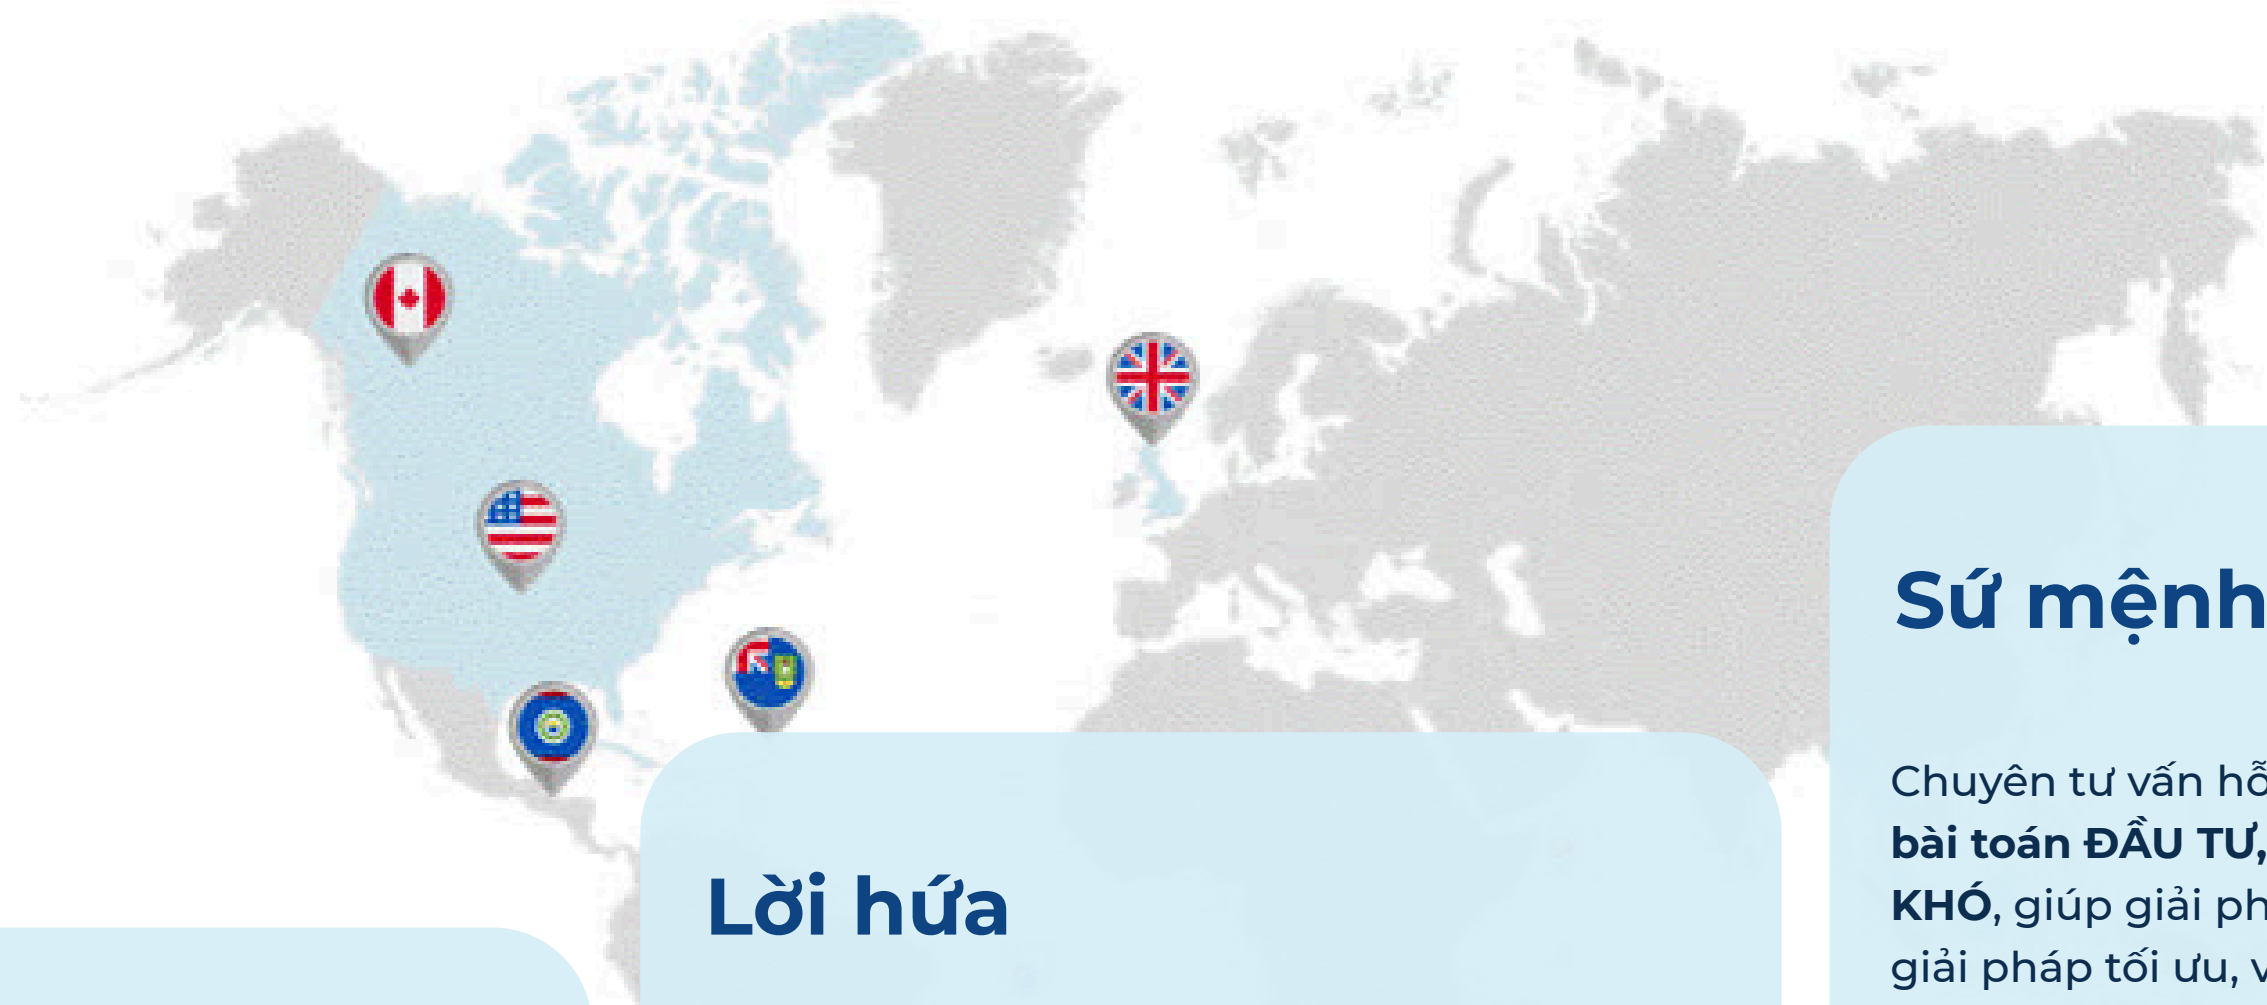 Sứ mệnh
Chuyên tư vấn hỗ
bài toán ĐẦU TƯ,
KHÓ, giúp giải ph
giải pháp tối ưu, v
Lời hứa